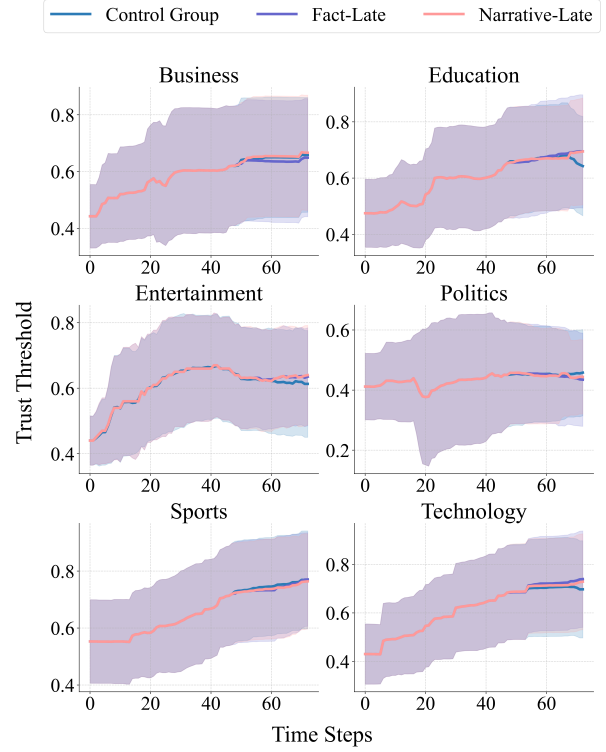 Control Group Fact-Late Narrative-Late
Business Education
0.8 0.8
0.6 0.6
0.4 0.4
0 20 40 60 0 20 40 60
Entertainment Politics
0.8 0.6
0.6 0.4
0.4 0.2
0 20 40 60 0 20 40 60
Trust Threshold
Sports Technology
0.8 0.8
0.6 0.6
0.4 0.4
0 20 40 60 0 20 40 60
Time Steps